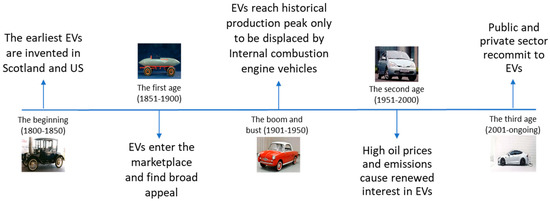 The earliest EVs
are invented in
Scotland and US
The beginning
(1800-1850)
The first age
(1851-1900)
EVs enter the
marketplace
and find broad
appeal
EVs reach historical
production peak only
to be displaced by
Internal combustion
engine vehicles
The boom and
bust (1901-1950)
The second age
(1951-2000)
High oil prices
and emissions
cause renewed
interest in EVs
Public and
private sector
recommit to
EVs
The third age
(2001-ongoing)